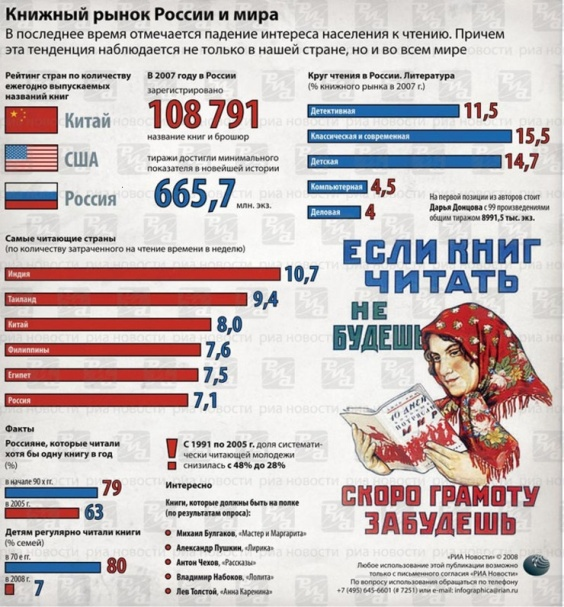 Книжный рынок России и мира
В последнее время отмечается падение интереса населения к чтению. Причем
эта тенденция наблюдается не только в нашей стране, но и во всем мире
Рейтинг стран по количеству
ежегодно выпускаемых
названий книг
Китай
США
Россия
В 2007 году в России
зарегистрировано
108 791
название книг и брошюр
тиражи достигли минимального
показателя в новейшей истории
665,7 млн. экз.
Круг чтения в России. Литература
(% книжного рынка в 2007 г.)
Детективная 11,5
Классическая и современная 15,5
Детская 14,7
Компьютерная 4,5
Деловая 4
На первой позиции из авторов стоит
Дарья Донцова с 99 произведениями
общим тиражом 8991,5 тыс. экз.
Самые читающие страны
(по количеству затраченного на чтение времени в неделю)
Индия 10,7
Таиланд 9,4
Китай 8,0
Филиппины 7,6
Египет 7,5
Россия 7,1
ЕСЛИ КНИГ
ЧИТАТЬ
НЕ
БУДЕШЬ
СКОРО ГРАМОТУ
ЗАБУДЕШЬ
Факты
Россияне, которые читали
хотя бы одну книгу в год
(%)
в начале 90х гг. 79
в 2005 г. 63
Детям регулярно читали книги
(% семей)
в 70 е гг. 80
в 2008 г. 7
! С 1991 по 2005 г. доля системати-
чески читающей молодежи
снизилась с 48% до 28%
Интересно
Книги, которые должны быть на полке
(по результатам опроса):
Михаил Булгаков, «Мастер и Маргарита»
Александр Пушкин, «Лирика»
Антон Чехов, «Рассказы»
Владимир Набоков, «Лолита»
Лев Толстой, «Анна Каренина»
«РИА Новости» © 2008
Любое использование этой публикации возможно
только с письменного согласия «РИА Новости»
По вопросу использования обращаться по телефону
+7 (495) 645-6601 (# 7251) или e-mail: infographica@rian.ru